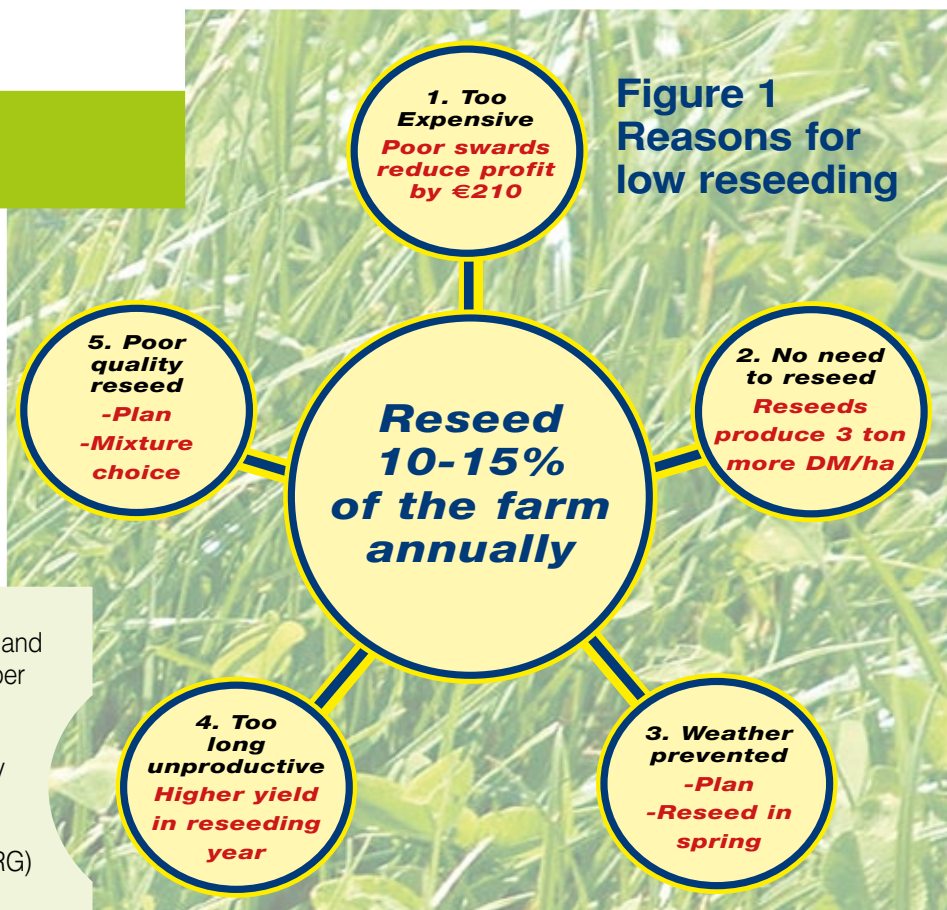 Figure 1
Reasons for
low reseeding
1. Too
Expensive
Poor swards
reduce profit
by €210
2. No need
to reseed
Reseeds
produce 3 ton
more DM/ha
3. Weather
prevented
-Plan
-Reseed in
spring
4. Too
long
unproductive
Higher yield
in reseeding
year
5. Poor
quality
reseed
-Plan
-Mixture
choice
Reseed
10-15%
of the farm
annually
and